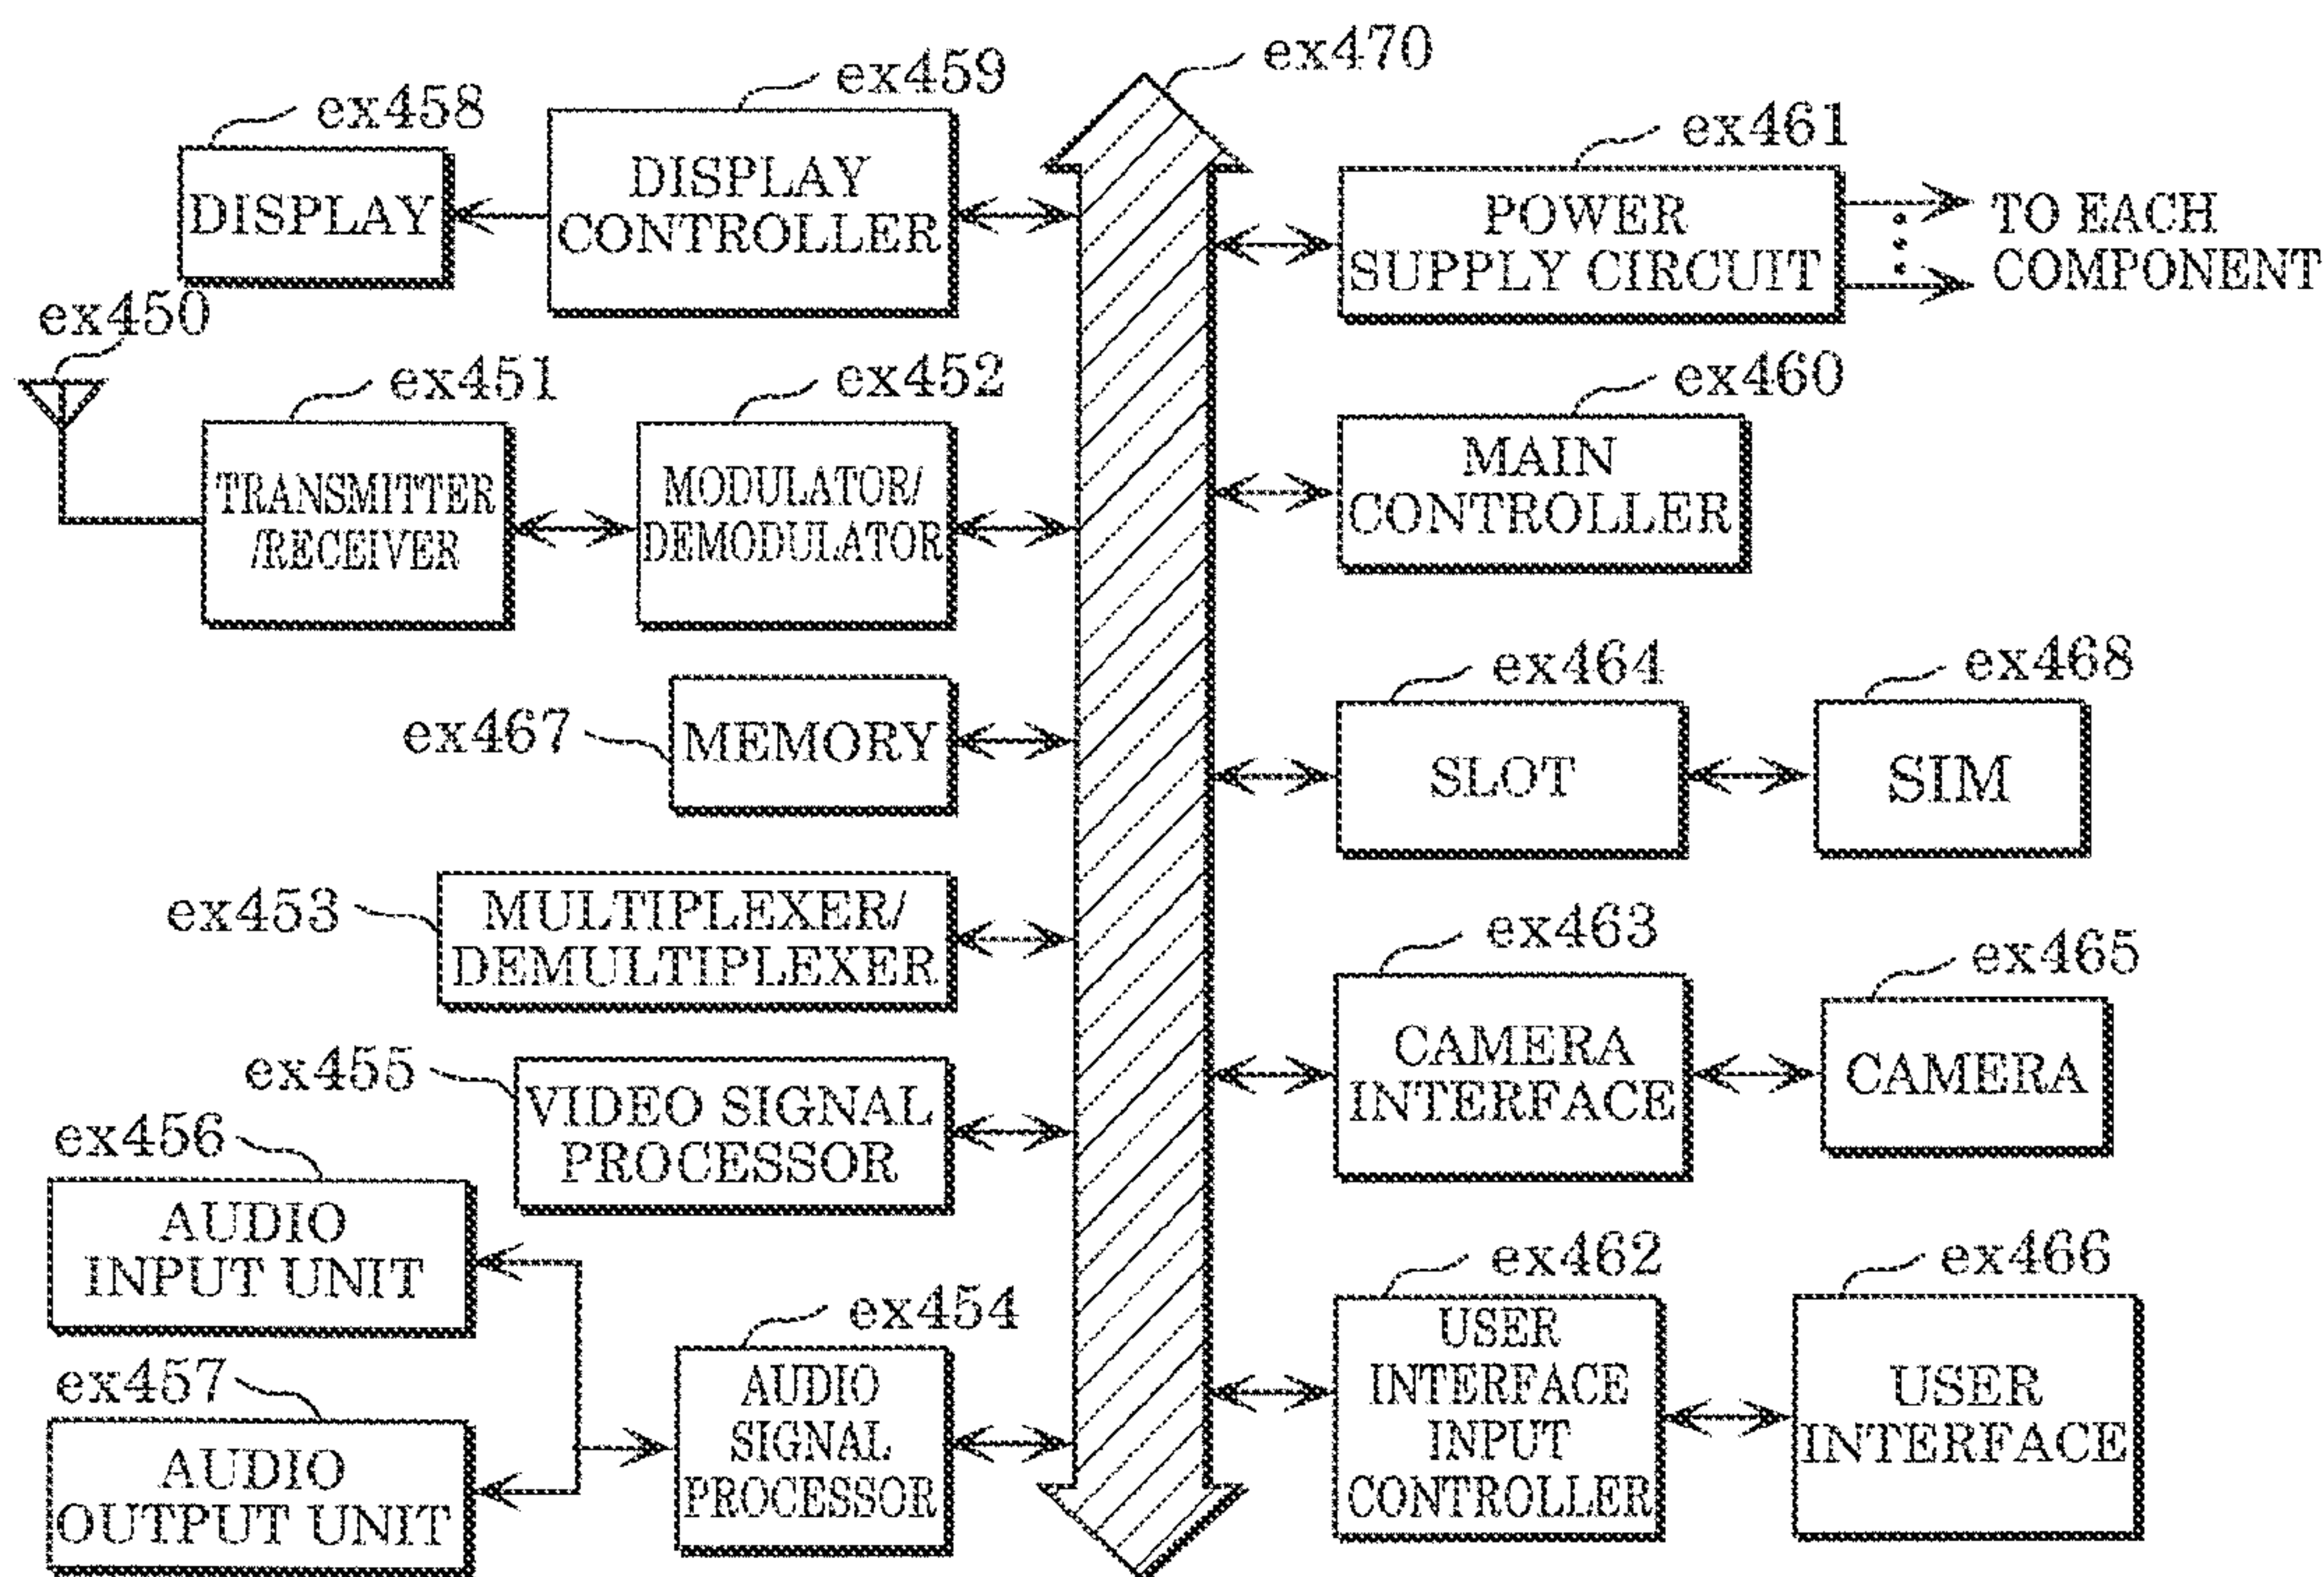 ex470
ex459
ex458
DISPLAY
DISPLAY
CONTROLLER
ex461
POWER
SUPPLY CIRCUIT
TO EACH
COMPONENT
ex450
ex451
TRANSMITTER
/RECEIVER
ex452
MODULATOR/
DEMODULATOR
ex460
MAIN
CONTROLLER
ex467
MEMORY
ex464
SLOT
ex468
SIM
ex453
MULTIPLEXER/
DEMULTIPLEXER
ex463
CAMERA
INTERFACE
ex465
CAMERA
ex455
VIDEO SIGNAL
PROCESSOR
ex456
AUDIO
INPUT UNIT
ex457
AUDIO
OUTPUT UNIT
ex454
AUDIO
SIGNAL
PROCESSOR
ex462
USER
INTERFACE
INPUT
CONTROLLER
ex466
USER
INTERFACE